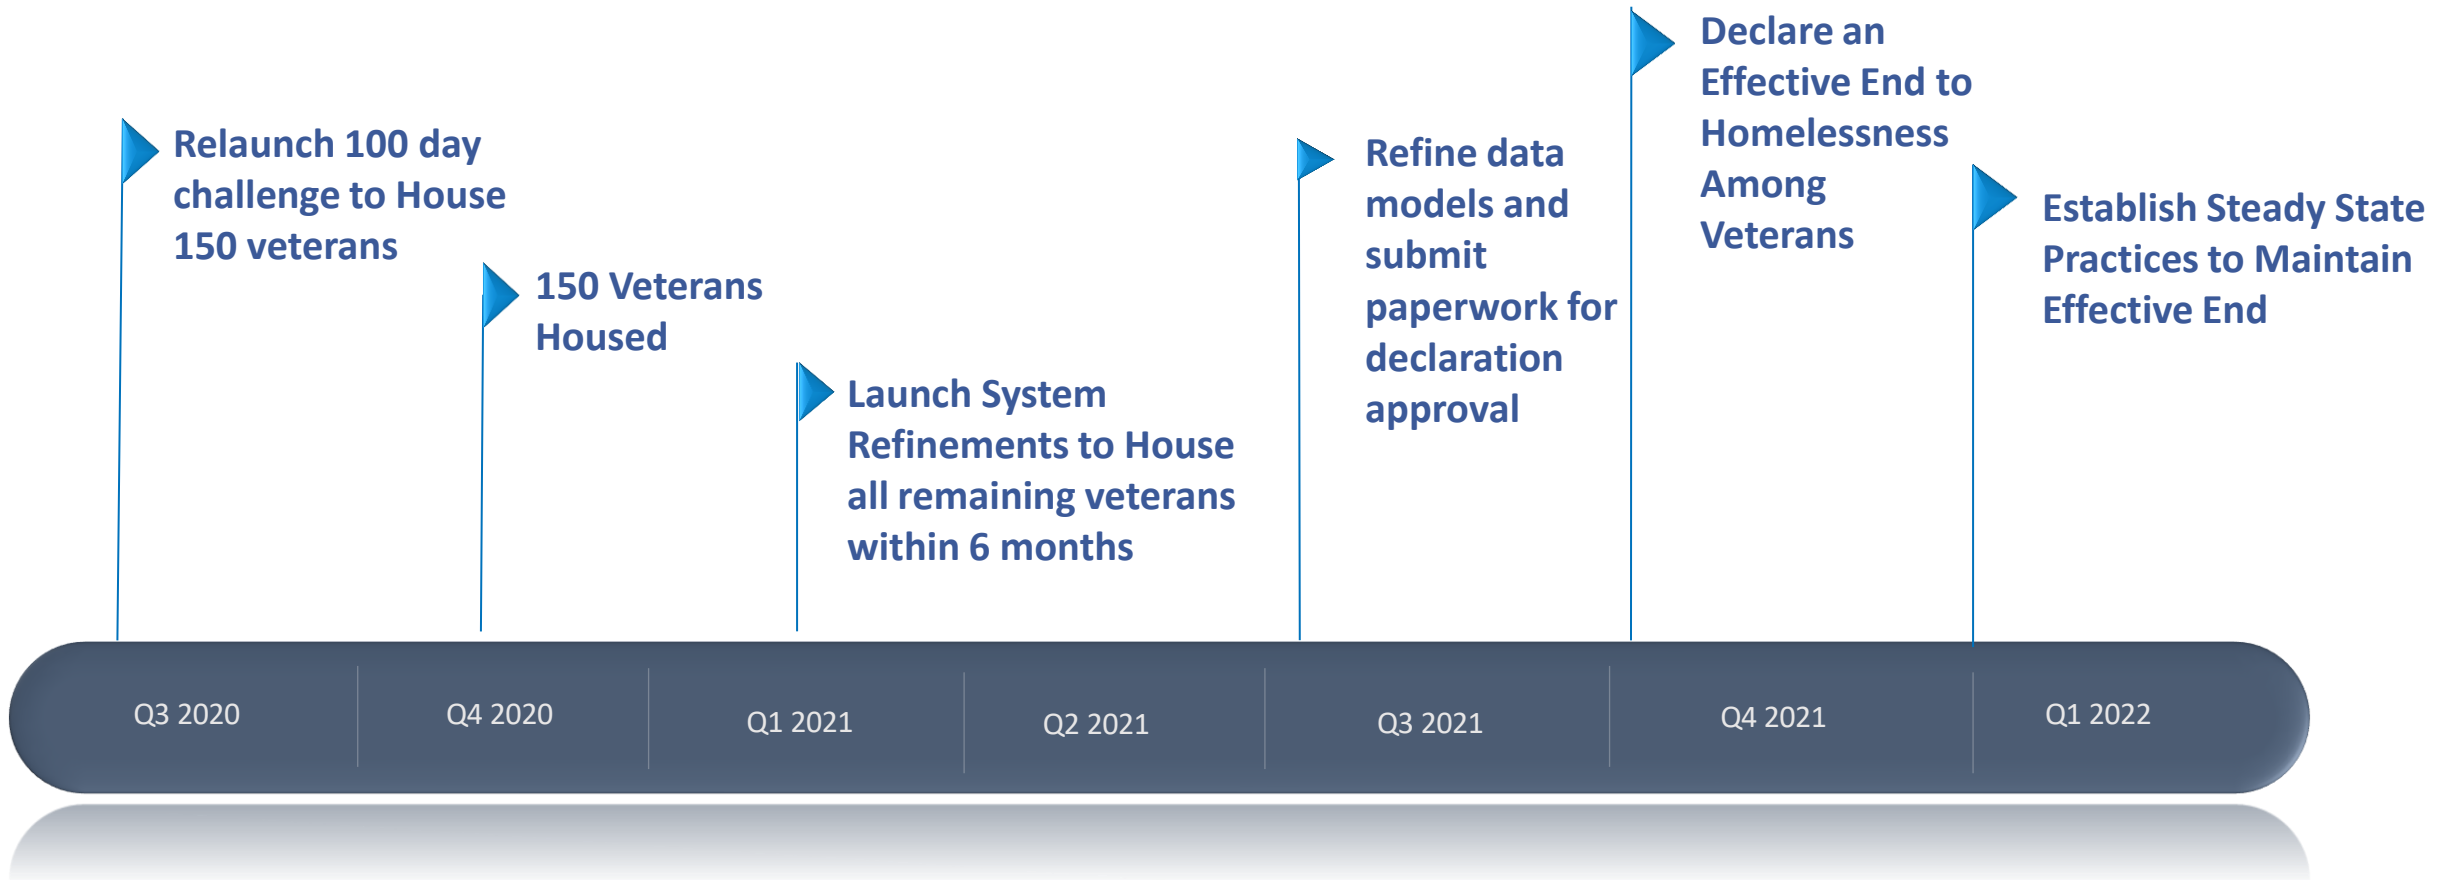 Relaunch 100 day
challenge to House
150 veterans
150 Veterans
Housed
Launch System
Refinements to House
all remaining veterans
within 6 months
Refine data
models and
submit
paperwork for
declaration
approval
Declare an
Effective End to
Homelessness
Among
Veterans
Establish Steady State
Practices to Maintain
Effective End
Q3 2020
Q4 2020
Q1 2021
Q2 2021
Q3 2021
Q4 2021
Q1 2022